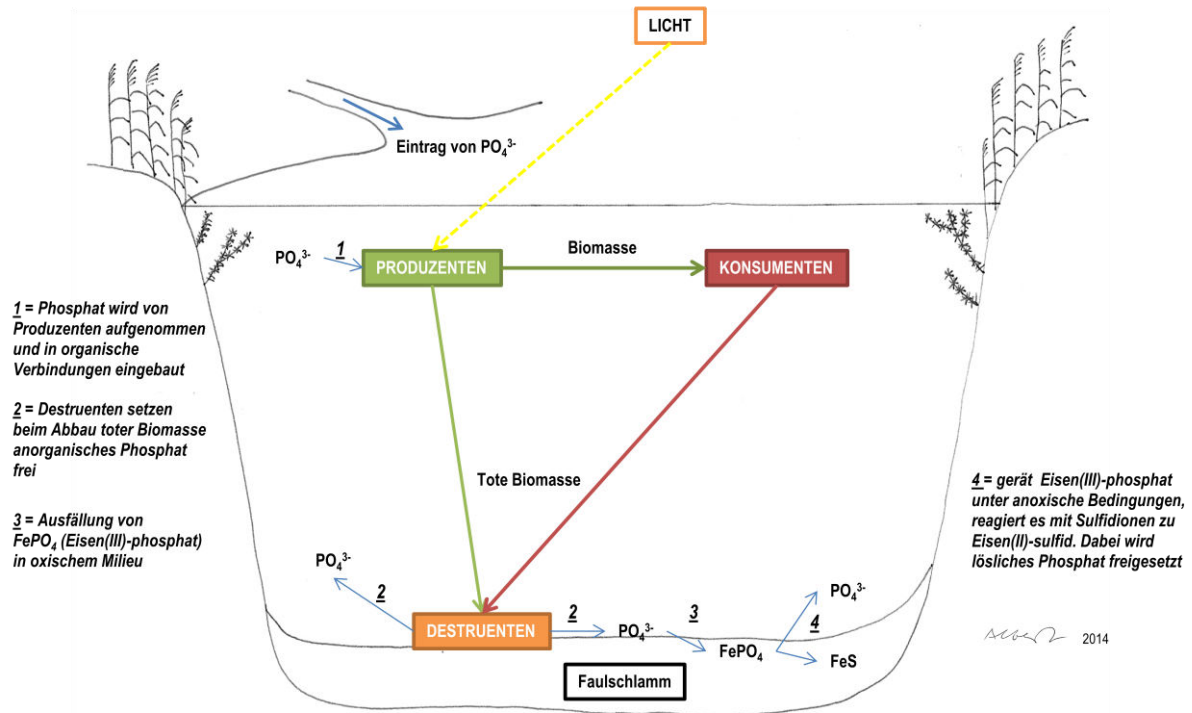 LICHT
Eintrag von PO₄³⁻
PO₄³⁻
1
PRODUZENTEN
Biomasse
KONSUMENTEN
1 = Phosphat wird von
Produzenten aufgenommen
und in organische
Verbindungen eingebaut
2 = Destruenten setzen
beim Abbau toter Biomasse
anorganisches Phosphat
frei
3 = Ausfällung von
FePO₄ (Eisen(III)-phosphat)
in oxischem Milieu
Tote Biomasse
4 = gerät Eisen(III)-phosphat
unter anoxische Bedingungen,
reagiert es mit Sulfidionen zu
Eisen(II)-sulfid. Dabei wird
lösliches Phosphat freigesetzt
PO₄³⁻
2
DESTRUENTEN
2
PO₄³⁻
3
FePO₄
4
PO₄³⁻
FeS
Faulschlamm
2014